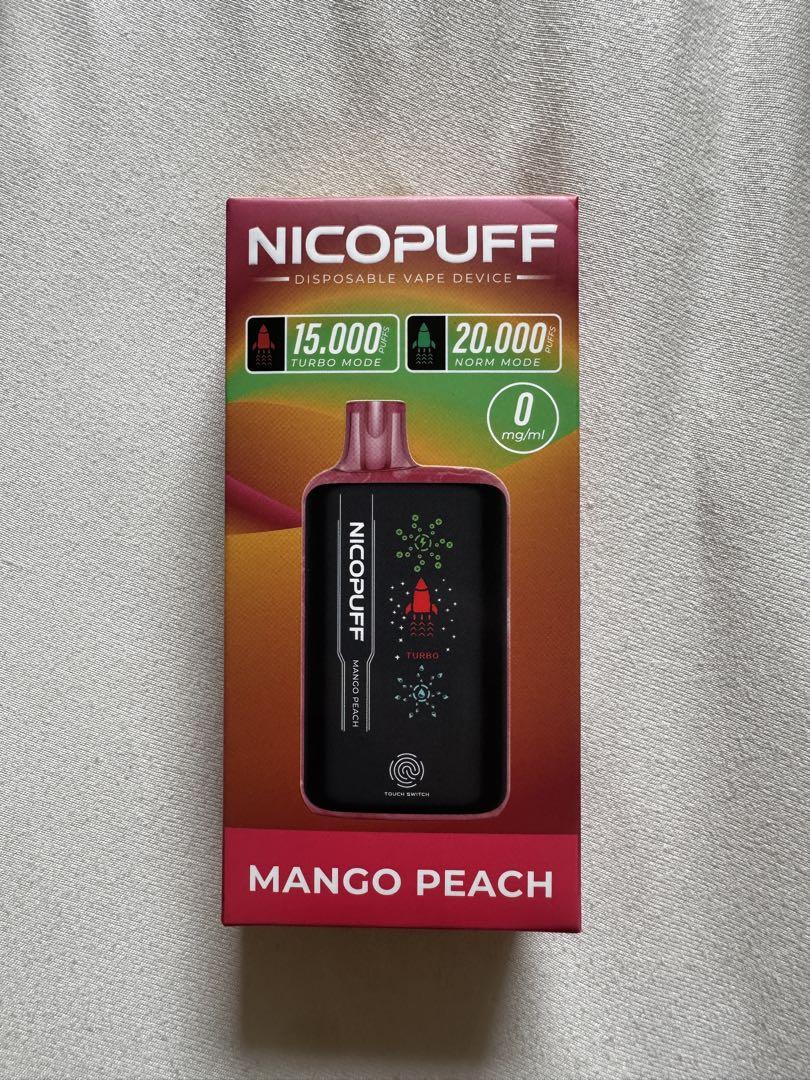 NICOPUFF
DISPOSABLE VAPE DEVICE
15.000 PUFFS
TURBO MODE
20.000 PUFFS
NORM MODE
0
mg/ml
NICOPUFF MANGO PEACH
TURBO
TOUCH SWITCH
MANGO PEACH